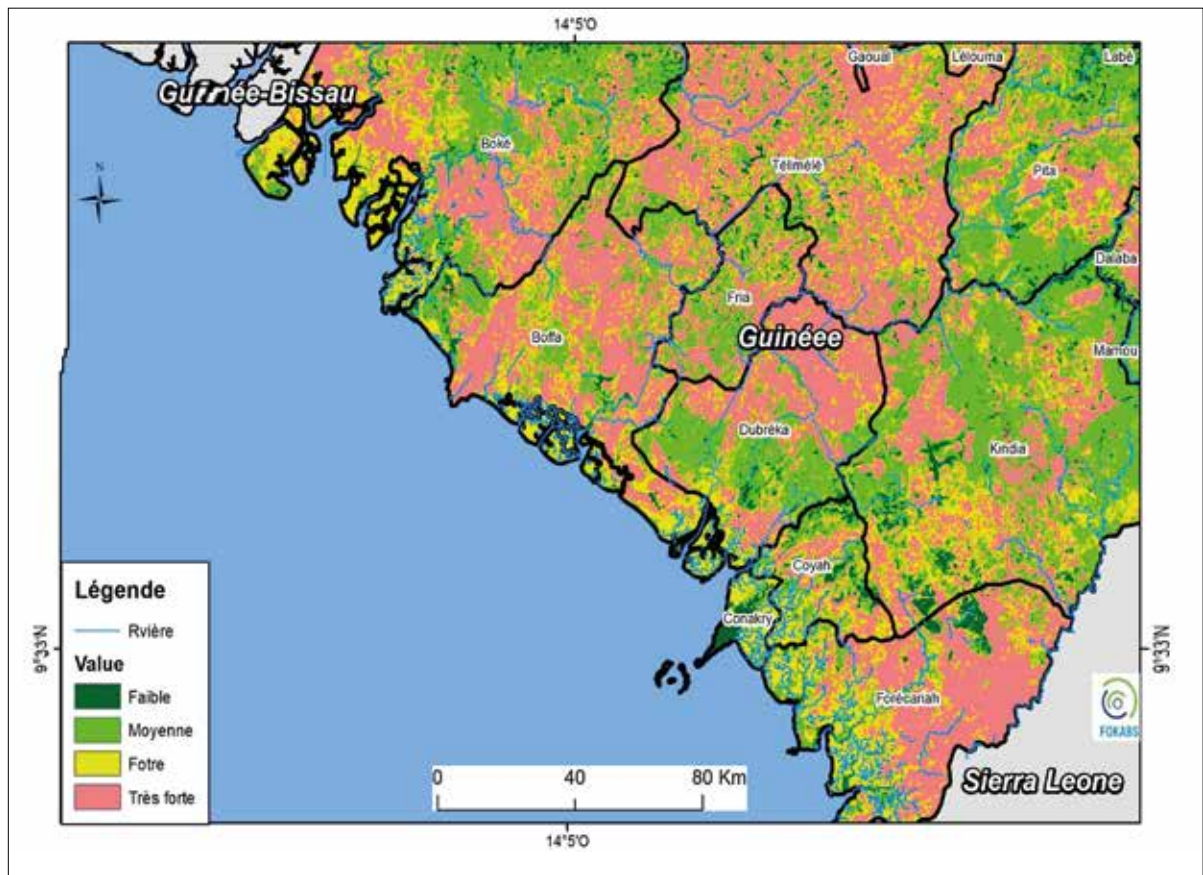 14°5'O
Gaoual
Lélouma
Labé
Guinée-Bissau
Boké
Télimélé
Pita
N
Dalaba
Fria
Guinéee
Boffa
Mamou
Dubréka
Kindia
Coyah
Conakry
Légende
Rvière
Value
Faible
Moyenne
Fotre
Très forte
9°33'N
9°33'N
Forécariah
FOKABS
0 40 80 Km
Sierra Leone
14°5'O